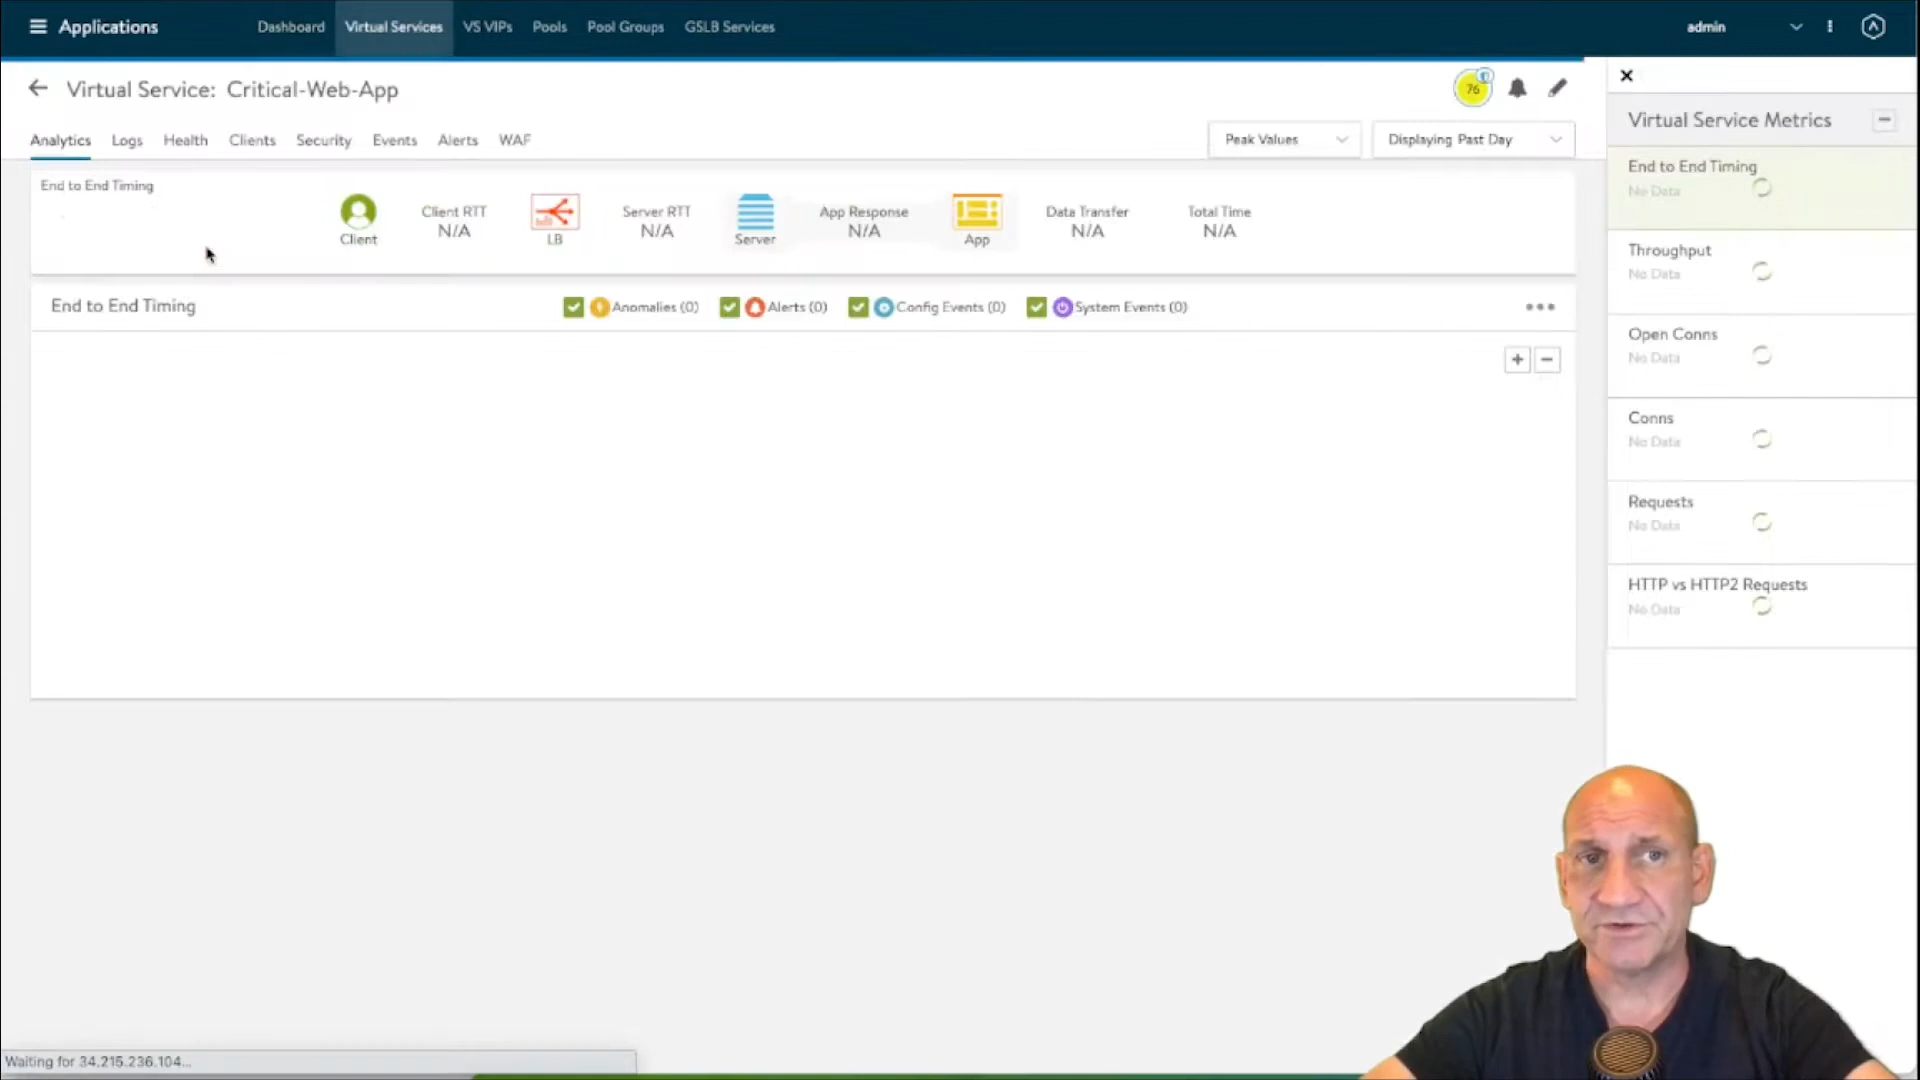 Applications
Dashboard Virtual Services VS VIPs Pools Pool Groups GSLB Services
admin
Virtual Service: Critical-Web-App
76
Analytics Logs Health Clients Security Events Alerts WAF
Peak Values
Displaying Past Day
End to End Timing
Client
Client RTT
N/A
LB
Server RTT
N/A
Server
App Response
N/A
App
Data Transfer
N/A
Total Time
N/A
End to End Timing
Anomalies (0) Alerts (0) Config Events (0) System Events (0)
Virtual Service Metrics
End to End Timing
No Data
Throughput
No Data
Open Conns
No Data
Conns
No Data
Requests
No Data
HTTP vs HTTP2 Requests
No Data
Waiting for 34.215.236.104...